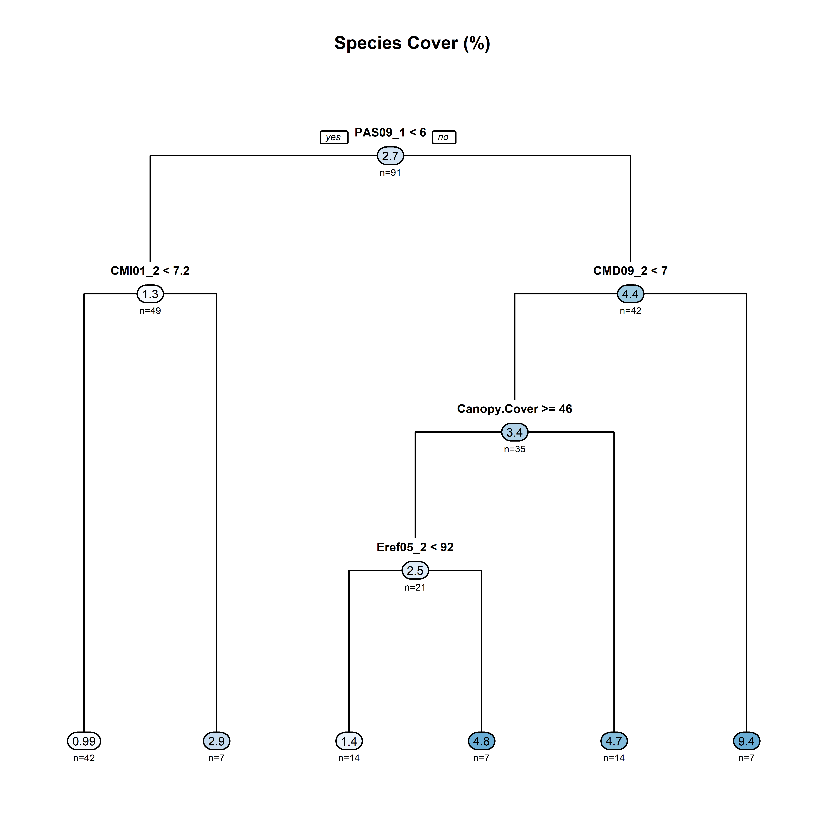 Species Cover (%)
yes PAS09_1 < 6 no
2.7
n=91
CMI01_2 < 7.2 CMD09_2 < 7
1.3 4.4
n=49 n=42
Canopy.Cover >= 46
3.4
n=35
Eref05_2 < 92
2.5
n=21
0.99 2.9 1.4 4.8 4.7 9.4
n=42 n=7 n=14 n=7 n=14 n=7